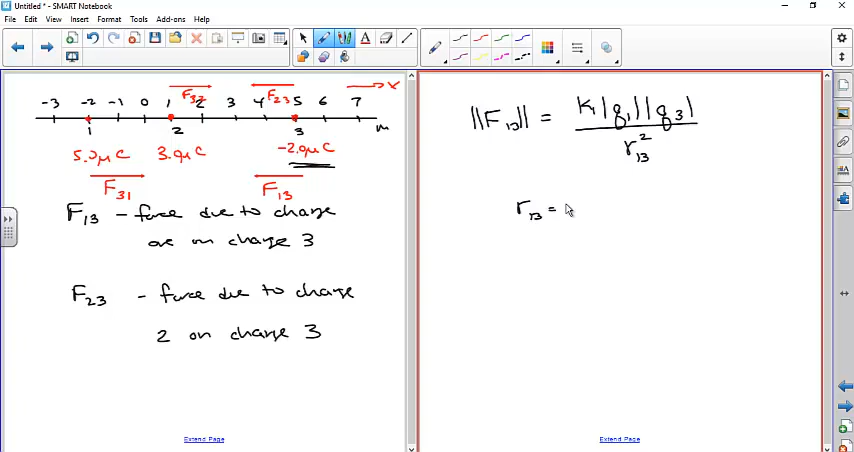 Untitled * - SMART Notebook
File Edit View Insert Format Tools Add-ons Help
F32 F23 X
-3 -2 -1 0 1 2 3 4 5 6 7
1 2 3 m
5.0μC 3.0μC -2.0μC
F31 F13
F13 - force due to charge
one on charge 3
F23 - force due to charge
2 on charge 3
Extend Page
||F13|| = K|q1||q3|
r13²
r13 =
Extend Page